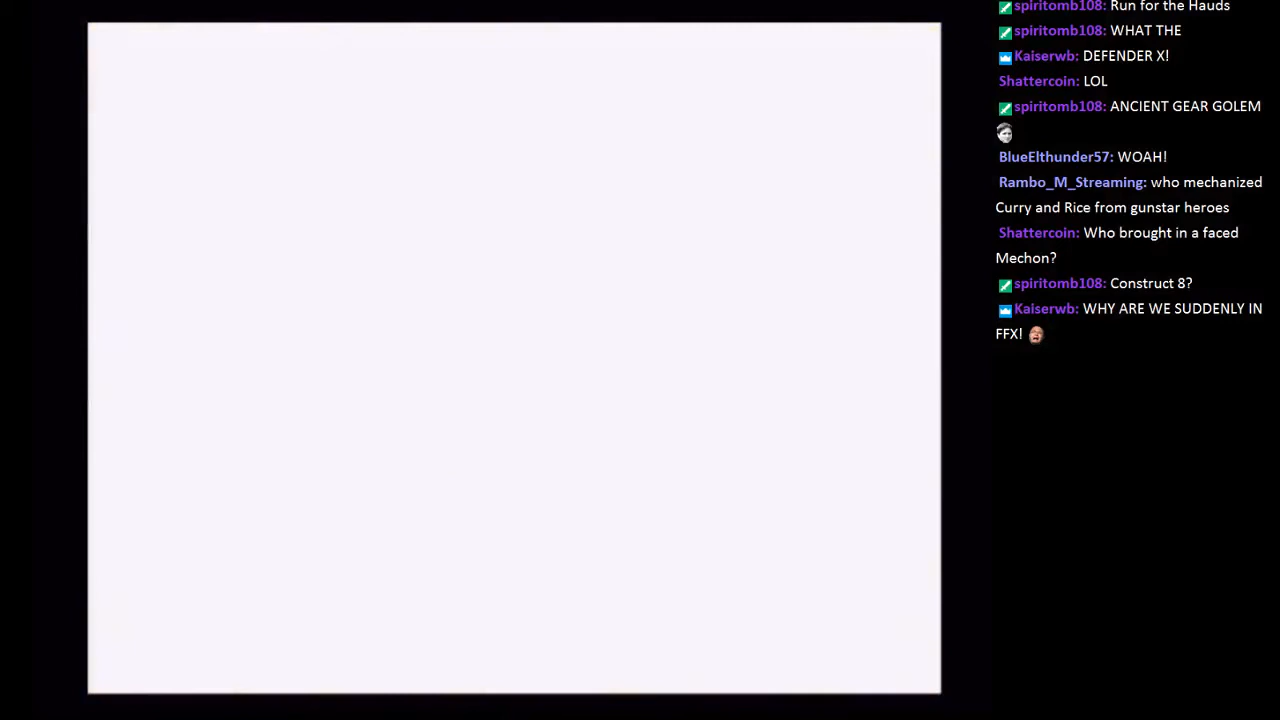 spiritomb108: Run for the Hauds
spiritomb108: WHAT THE
Kaiserwb: DEFENDER X!
Shattercoin: LOL
spiritomb108: ANCIENT GEAR GOLEM
BlueElthunder57: WOAH!
Rambo_M_Streaming: who mechanized
Curry and Rice from gunstar heroes
Shattercoin: Who brought in a faced
Mechon?
spiritomb108: Construct 8?
Kaiserwb: WHY ARE WE SUDDENLY IN
FFX!